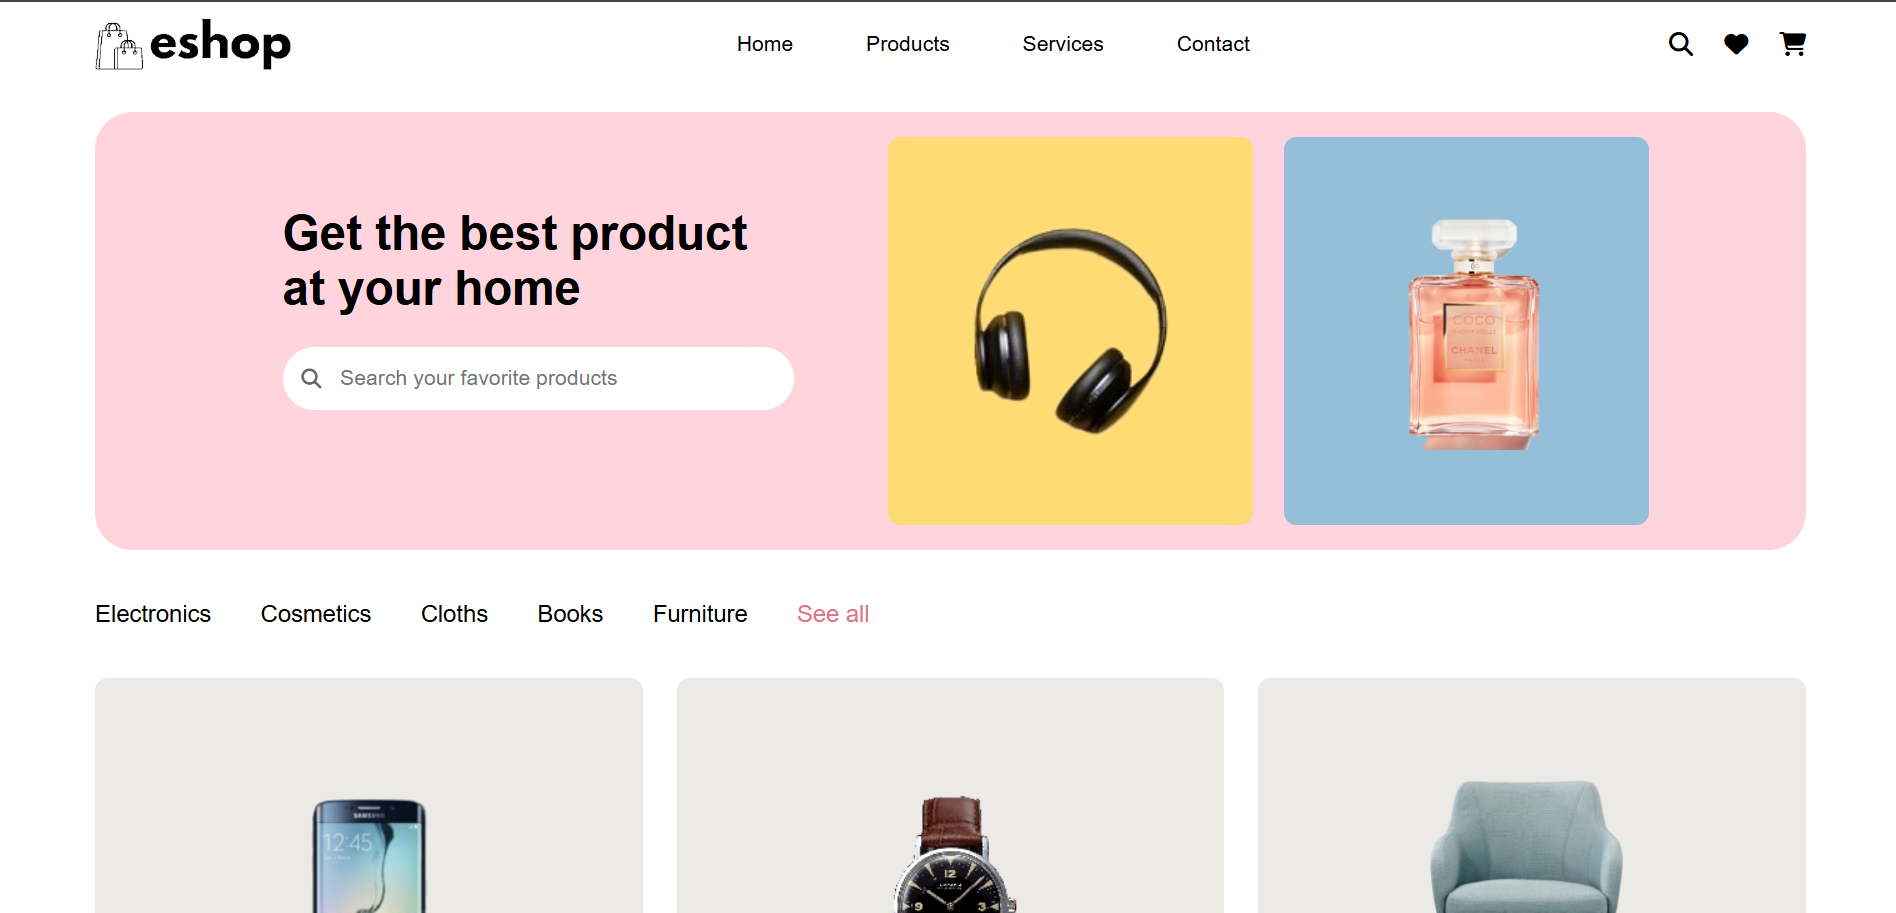 eshop
Home
Products
Services
Contact
Get the best product
at your home
Search your favorite products
COCO
CHANEL
Electronics
Cosmetics
Cloths
Books
Furniture
See all
SAMSUNG
12:45
12
9
3